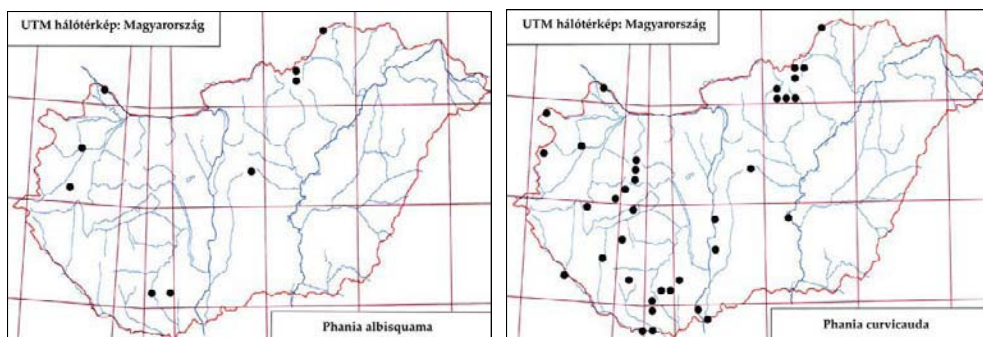 UTM hálótérkép: Magyarország
Phania albisquama
UTM hálótérkép: Magyarország
Phania curvicauda